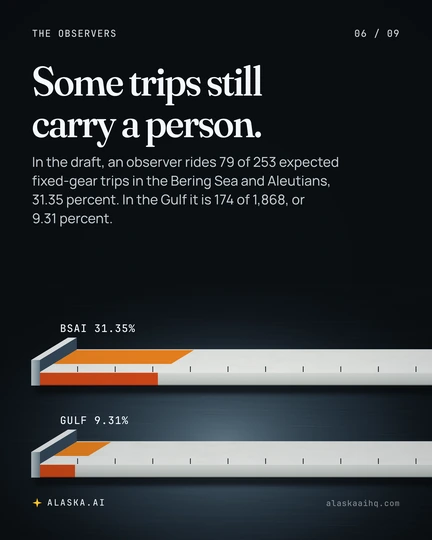 THE OBSERVERS
06 / 09
Some trips still
carry a person.
In the draft, an observer rides 79 of 253 expected
fixed-gear trips in the Bering Sea and Aleutians,
31.35 percent. In the Gulf it is 174 of 1,868, or
9.31 percent.
BSAI 31.35%
GULF 9.31%
ALASKA.AI
alaskaaihq.com